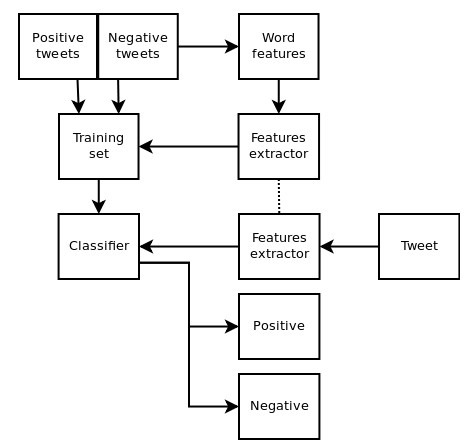 Positive
tweets
Negative
tweets
Word
features
Training
set
Features
extractor
Classifier
Features
extractor
Tweet
Positive
Negative